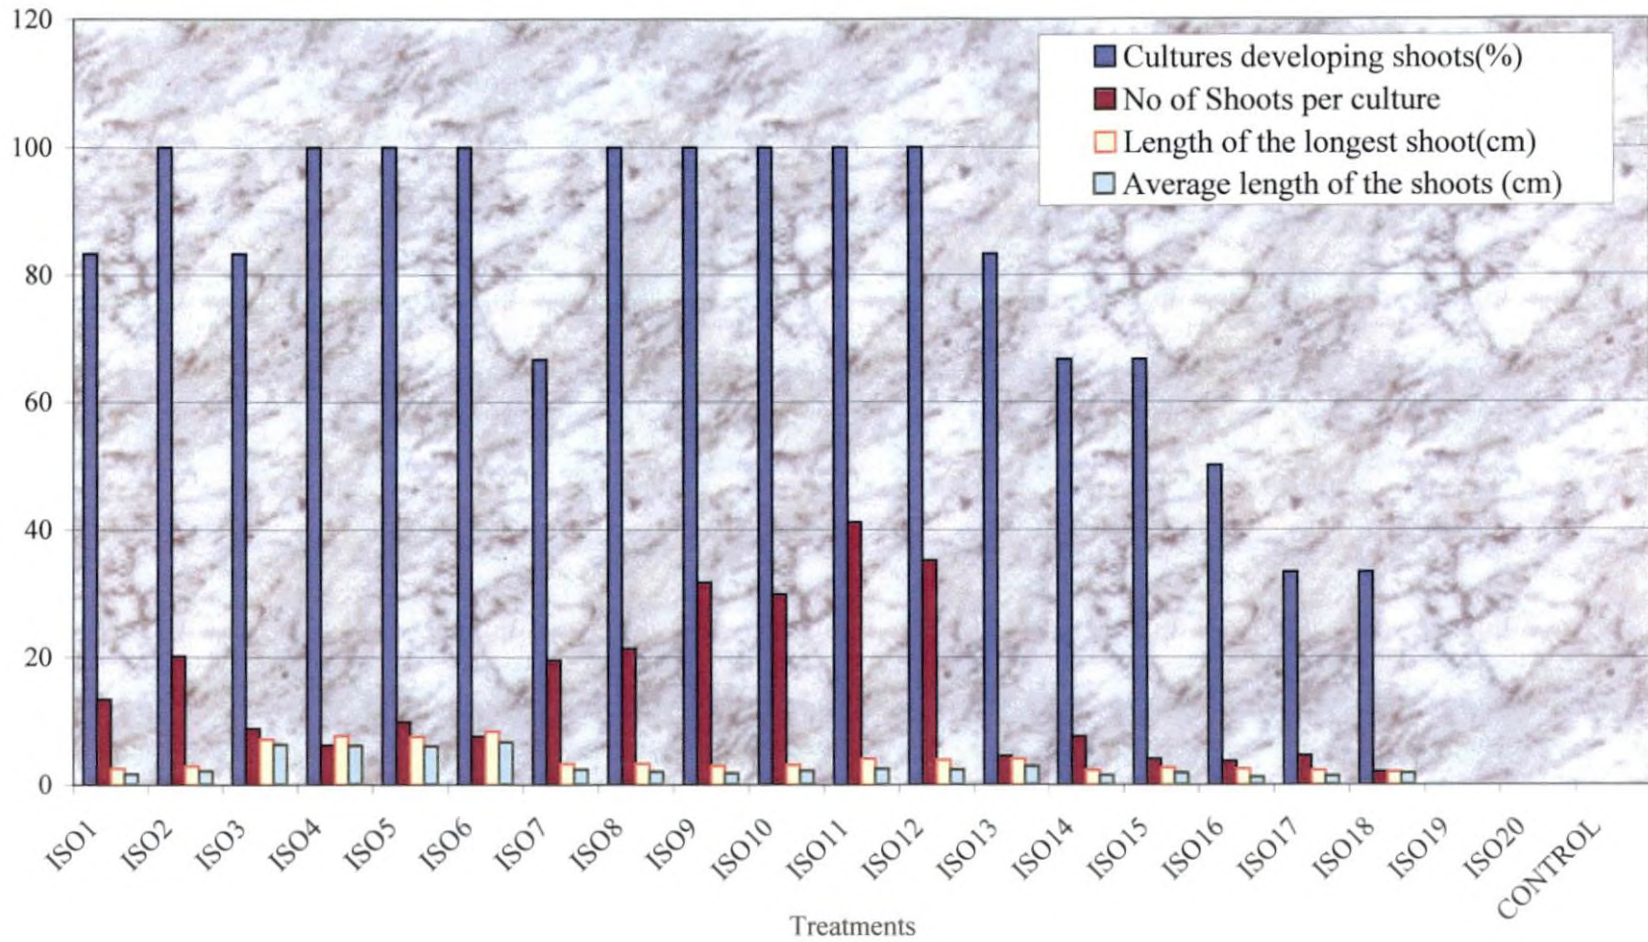 120
100
80
60
40
20
0
Cultures developing shoots(%)
No of Shoots per culture
Length of the longest shoot(cm)
Average length of the shoots (cm)
ISO1
ISO2
ISO3
ISO4
ISO5
ISO6
ISO7
ISO8
ISO9
ISO10
ISO11
ISO12
ISO13
ISO14
ISO15
ISO16
ISO17
ISO18
ISO19
ISO20
CONTROL
Treatments